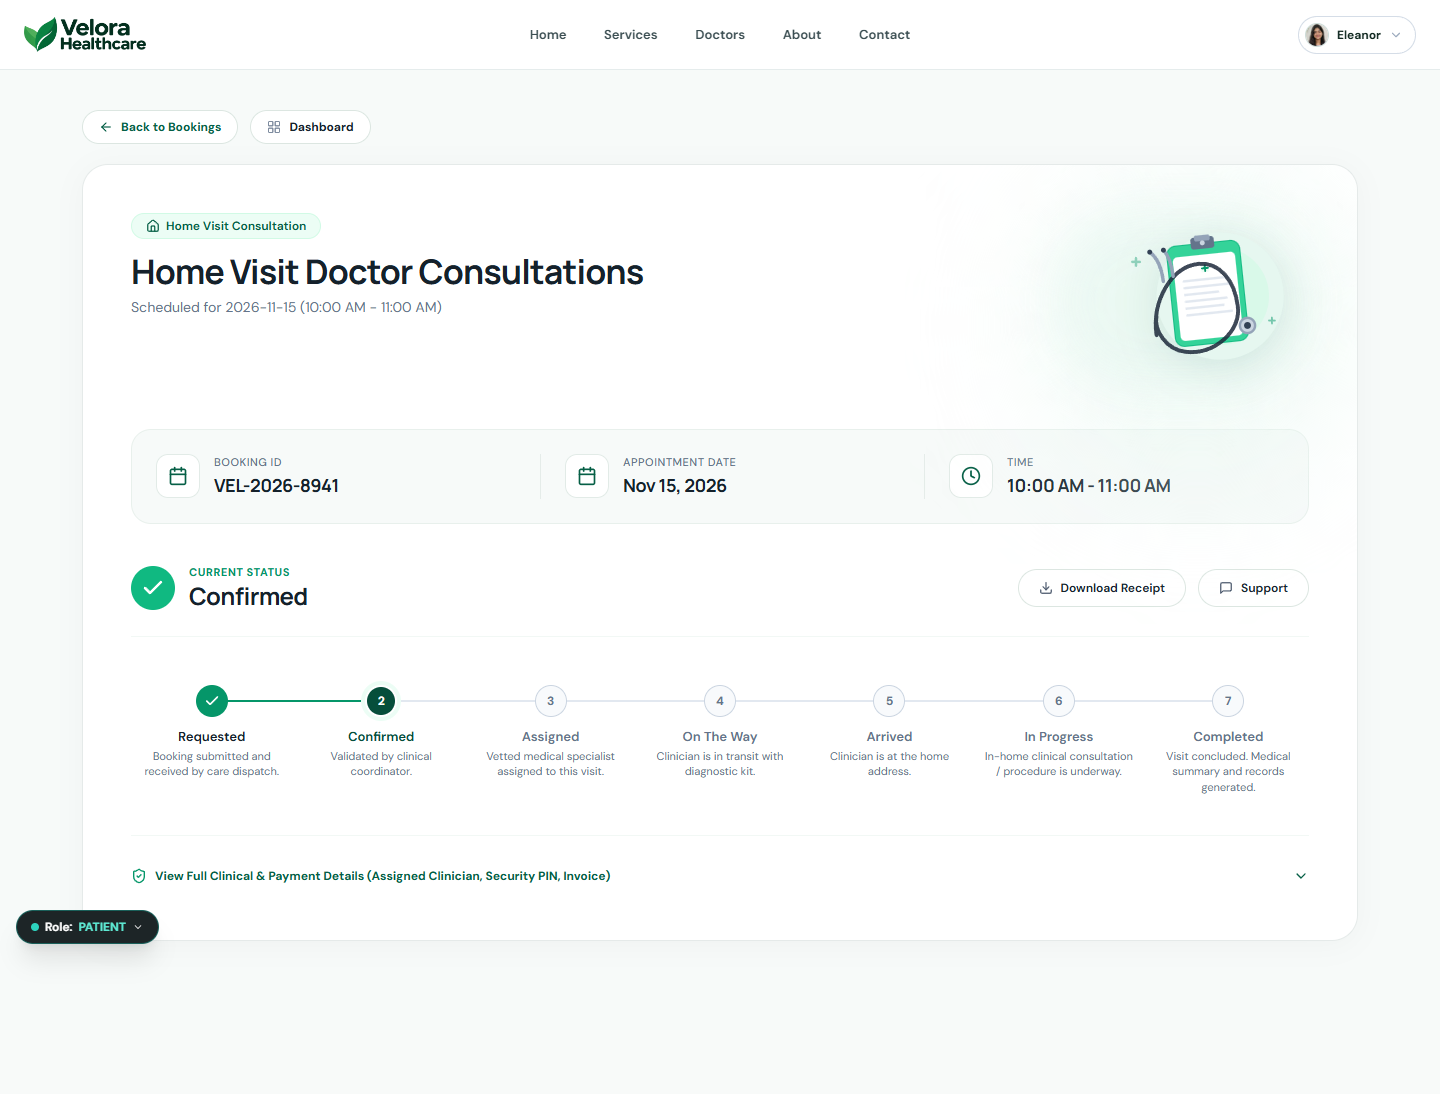 Velora
Healthcare
Home
Services
Doctors
About
Contact
Eleanor
Back to Bookings
Dashboard
Home Visit Consultation
Home Visit Doctor Consultations
Scheduled for 2026-11-15 (10:00 AM - 11:00 AM)
BOOKING ID
VEL-2026-8941
APPOINTMENT DATE
Nov 15, 2026
TIME
10:00 AM - 11:00 AM
CURRENT STATUS
Confirmed
Download Receipt
Support
Requested
Booking submitted and
received by care dispatch.
2
Confirmed
Validated by clinical
coordinator.
3
Assigned
Vetted medical specialist
assigned to this visit.
4
On The Way
Clinician is in transit with
diagnostic kit.
5
Arrived
Clinician is at the home
address.
6
In Progress
In-home clinical consultation
/ procedure is underway.
7
Completed
Visit concluded. Medical
summary and records
generated.
View Full Clinical & Payment Details (Assigned Clinician, Security PIN, Invoice)
Role: PATIENT